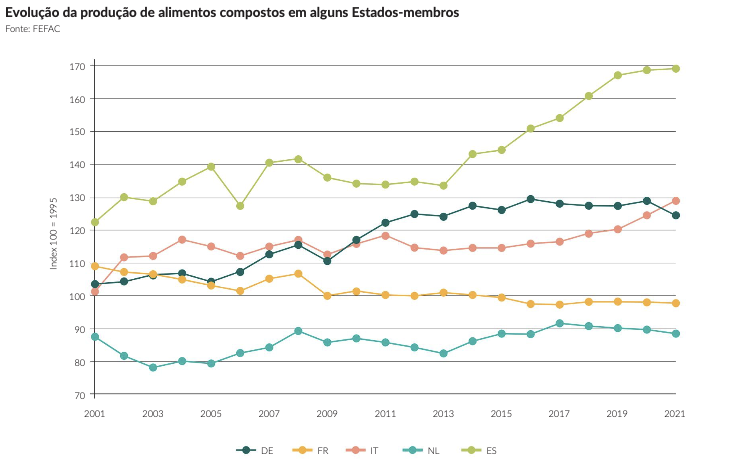 Evolução da produção de alimentos compostos em alguns Estados-membros
Fonte: FEFAC
Index 100 = 1995
170
160
150
140
130
120
110
100
90
80
70
2001 2003 2005 2007 2009 2011 2013 2015 2017 2019 2021
DE FR IT NL ES